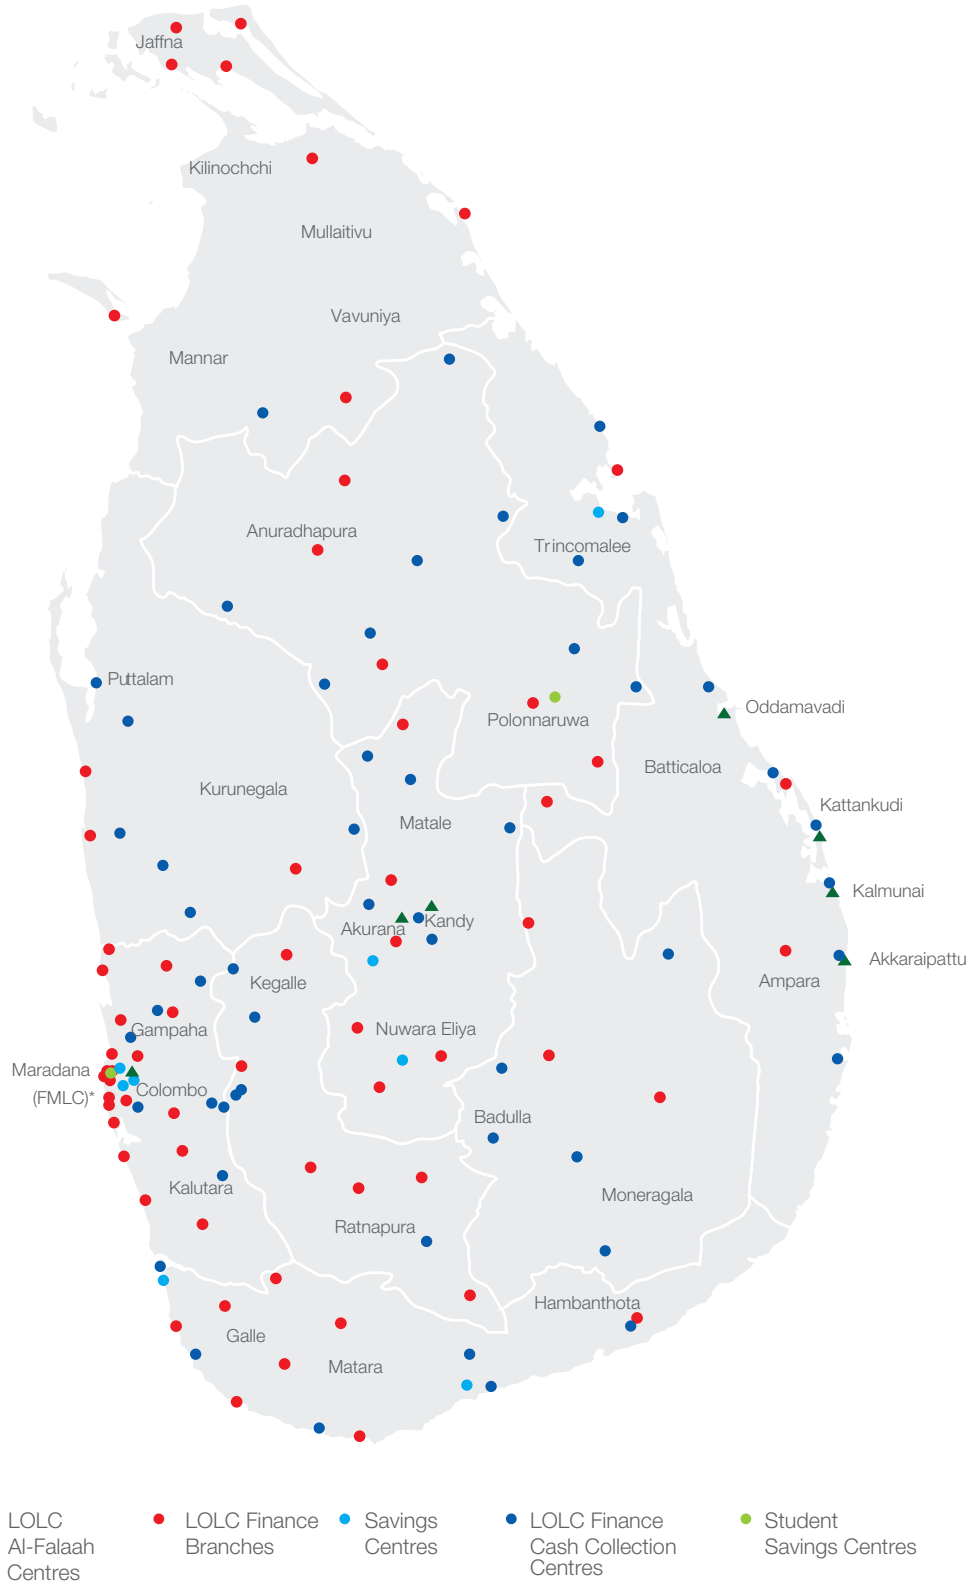 Jaffna
Kilinochchi
Mullaitivu
Vavuniya
Mannar
Anuradhapura
Trincomalee
Puttalam
Oddamavadi
Polonnaruwa
Batticaloa
Kurunegala
Kattankudi
Matale
Kalmunai
Akurana
Kandy
Akkaraipattu
Kegalle
Ampara
Gampaha
Nuwara Eliya
Maradana
(FMLC)*
Colombo
Badulla
Kalutara
Moneragala
Ratnapura
Hambanthota
Galle
Matara
LOLC
Al-Falaah
Centres
LOLC Finance
Branches
Savings
Centres
LOLC Finance
Cash Collection
Centres
Student
Savings Centres